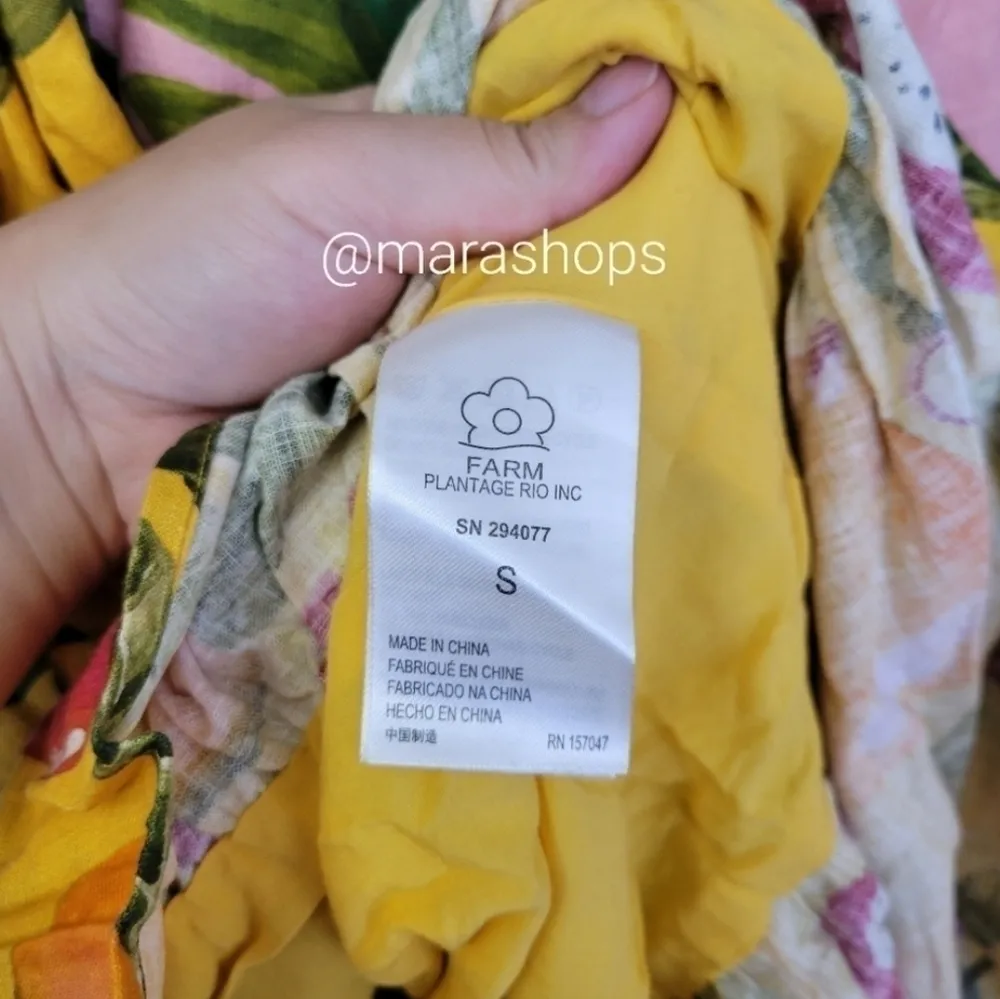 @marashops
FARM
PLANTAGE RIO INC
SN 294077
S
MADE IN CHINA
FABRIQUÉ EN CHINE
FABRICADO NA CHINA
HECHO EN CHINA
中国制造
RN 157047